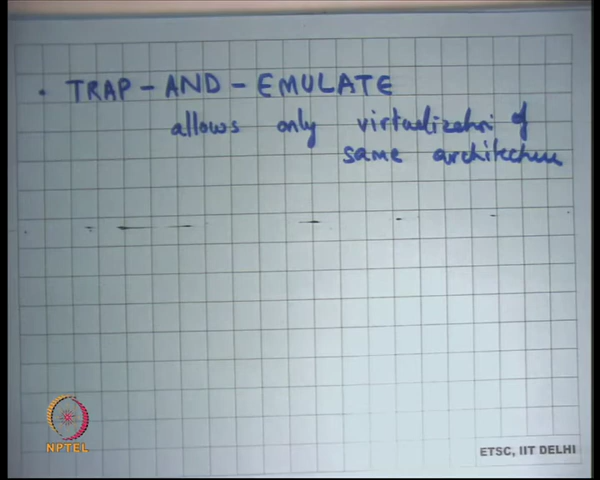 • TRAP-AND-EMULATE
allows only virtualization of
same architecture
NPTEL
ETSC, IIT DELHI